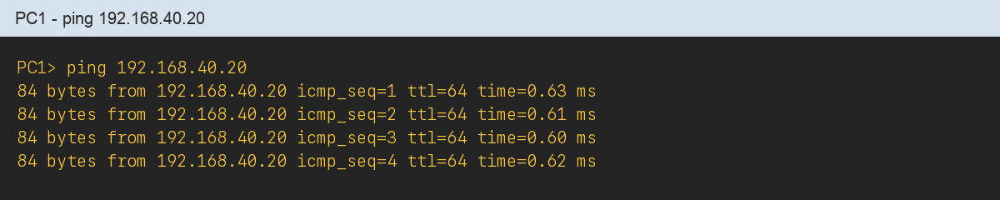 PC1 - ping 192.168.40.20
PC1> ping 192.168.40.20
84 bytes from 192.168.40.20 icmp_seq=1 ttl=64 time=0.63 ms
84 bytes from 192.168.40.20 icmp_seq=2 ttl=64 time=0.61 ms
84 bytes from 192.168.40.20 icmp_seq=3 ttl=64 time=0.60 ms
84 bytes from 192.168.40.20 icmp_seq=4 ttl=64 time=0.62 ms